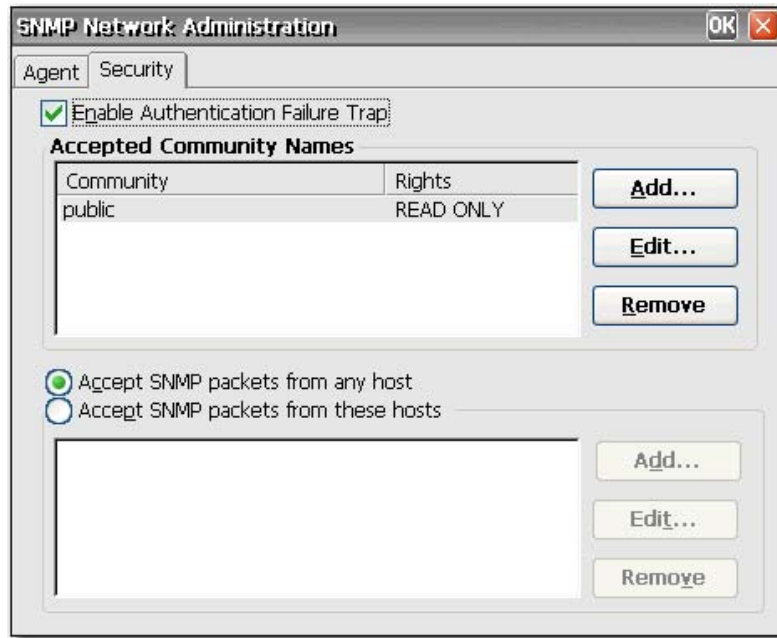 SNMP Network Administration OK
Agent Security
Enable Authentication Failure Trap
Accepted Community Names
Community Rights
public READ ONLY
Add...
Edit...
Remove
Accept SNMP packets from any host
Accept SNMP packets from these hosts
Add...
Edit...
Remove